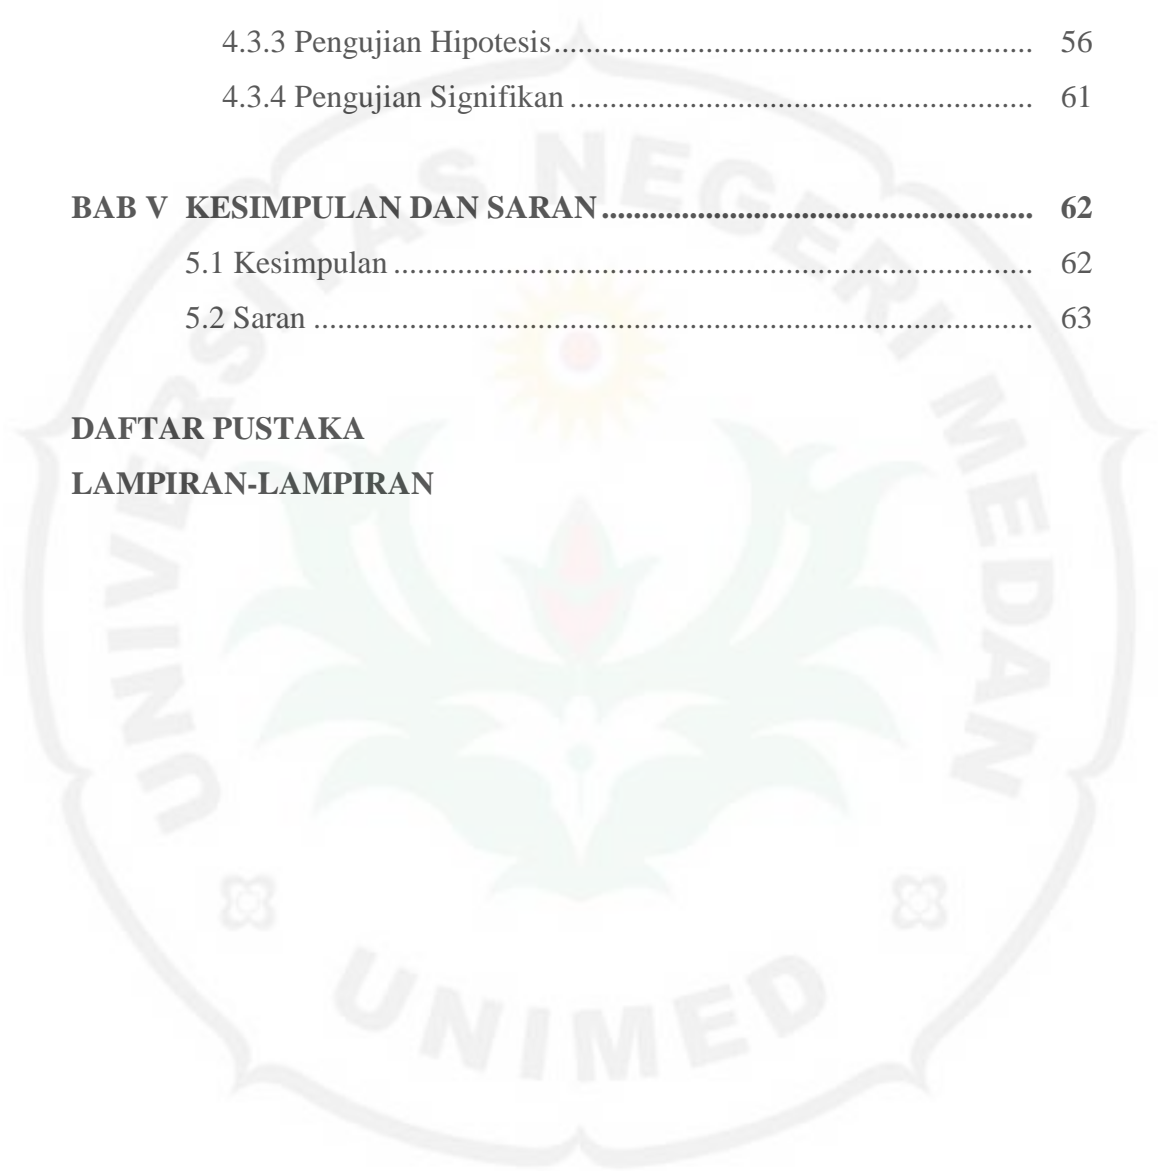 4.3.3 Pengujian Hipotesis............................................................ 56
4.3.4 Pengujian Signifikan .......................................................... 61
BAB V KESIMPULAN DAN SARAN...................................................... 62
5.1 Kesimpulan ................................................................................ 62
5.2 Saran .......................................................................................... 63
DAFTAR PUSTAKA
LAMPIRAN-LAMPIRAN
UNIVERSITAS NEGERI MEDAN
UNIMED